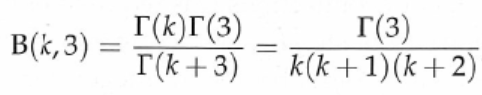 B(k, 3) = Γ(k)Γ(3) / Γ(k + 3) = Γ(3) / k(k + 1)(k + 2)